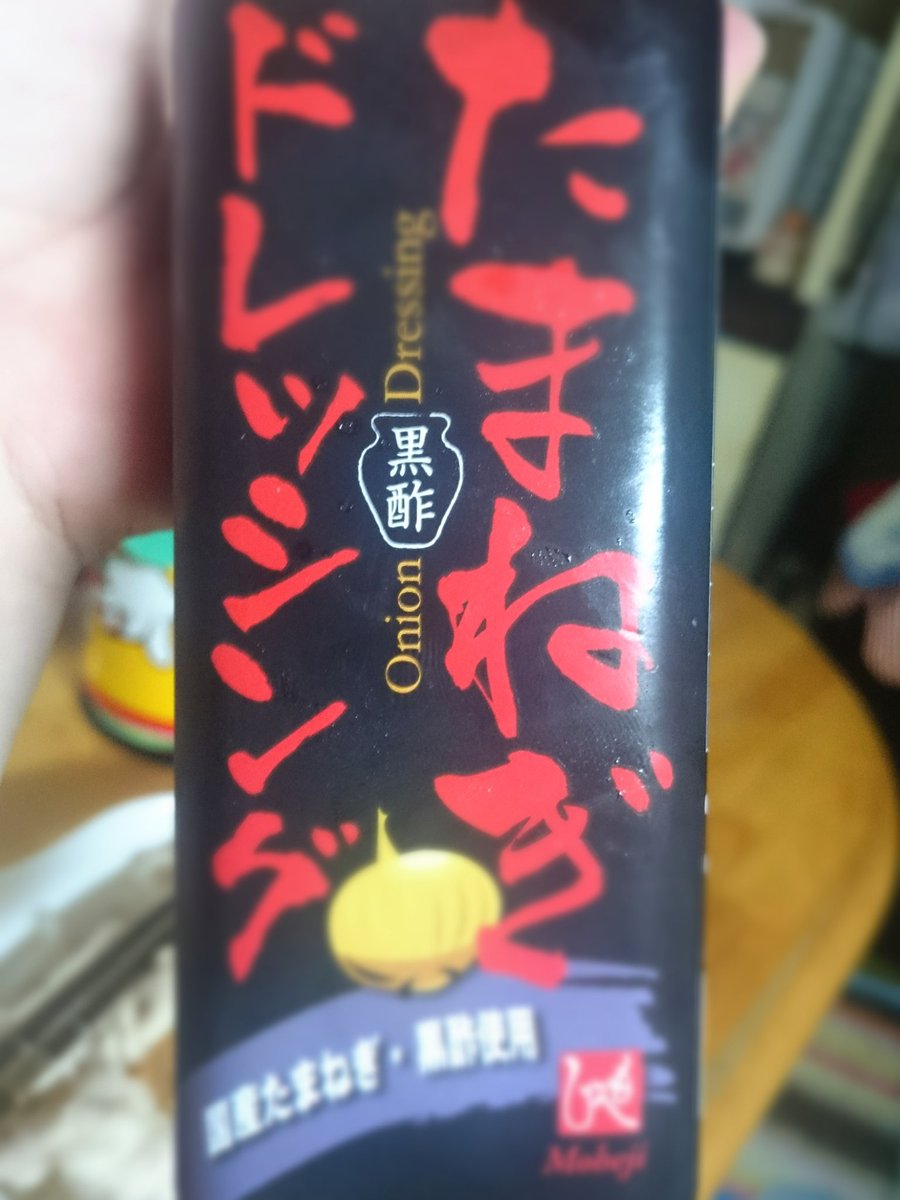 たまねぎ
ドレッシング
Onion 黒酢 Dressing
国産たまねぎ・黒酢使用